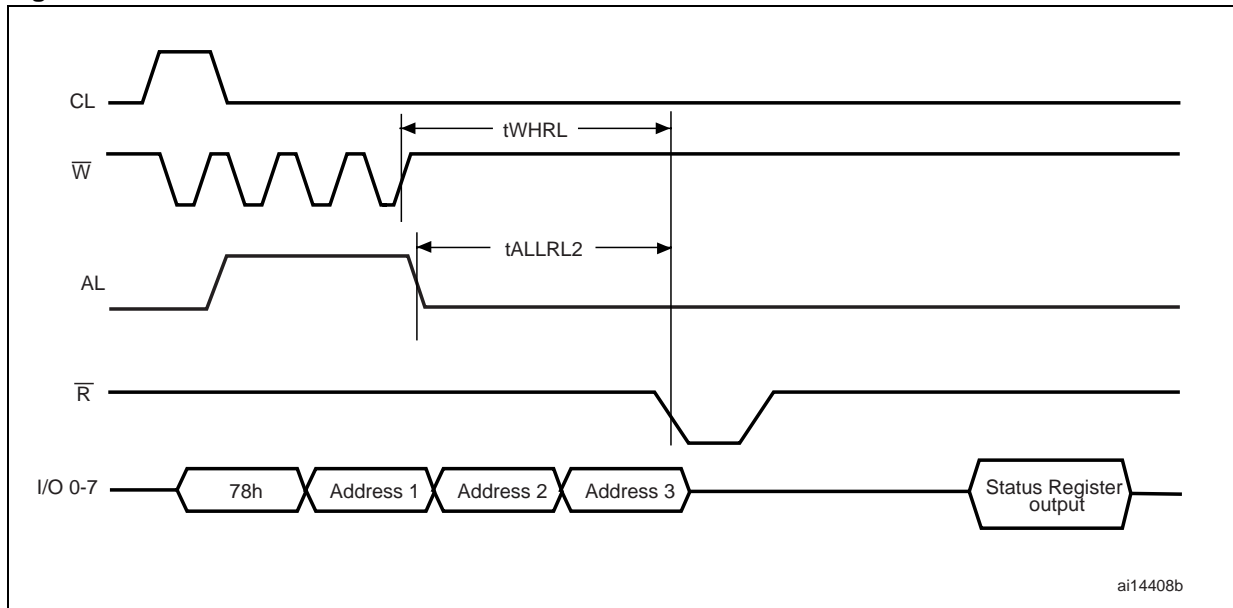 CL
tWHRL
W
tALLRL2
AL
R
I/O 0-7
78h
Address 1
Address 2
Address 3
Status Register
output
ai14408b